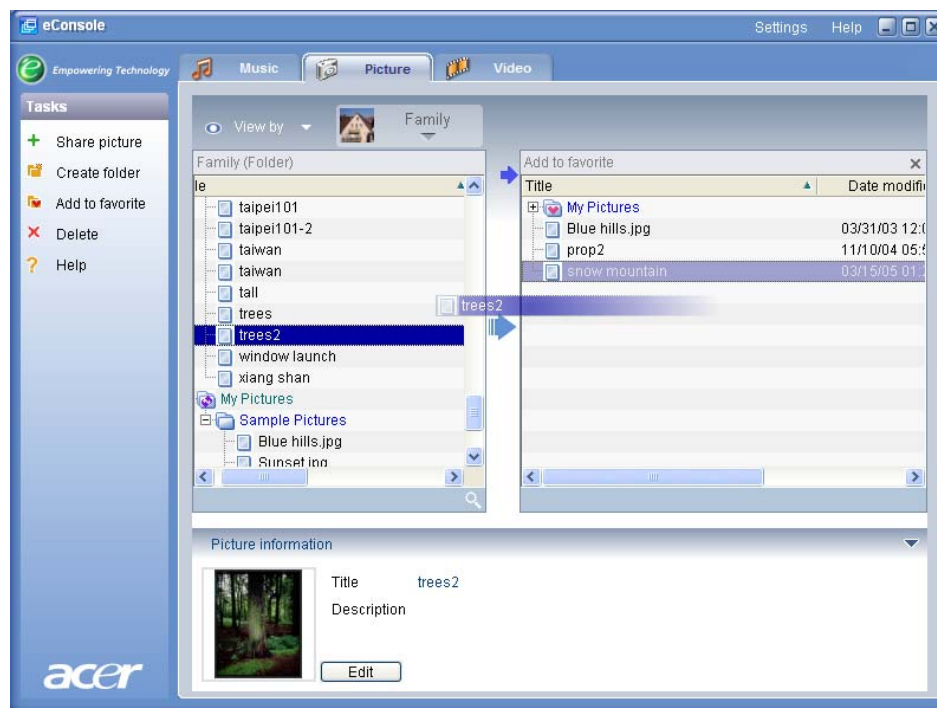 eConsole
Settings Help
Empowering Technology
Music Picture Video
Tasks
Share picture
Create folder
Add to favorite
Delete
? Help
View by Family
Family (Folder)
le
taipei101
taipei101-2
taiwan
taiwan
tall
trees
trees2
window launch
xiang shan
My Pictures
Sample Pictures
Blue hills.jpg
Sunset.jpg
trees2
Add to favorite
Title Date modifi
My Pictures
Blue hills.jpg 03/31/03 12:0
prop2 11/10/04 05:5
snow mountain 03/15/05 01:2
Picture information
Title trees2
Description
Edit
acer